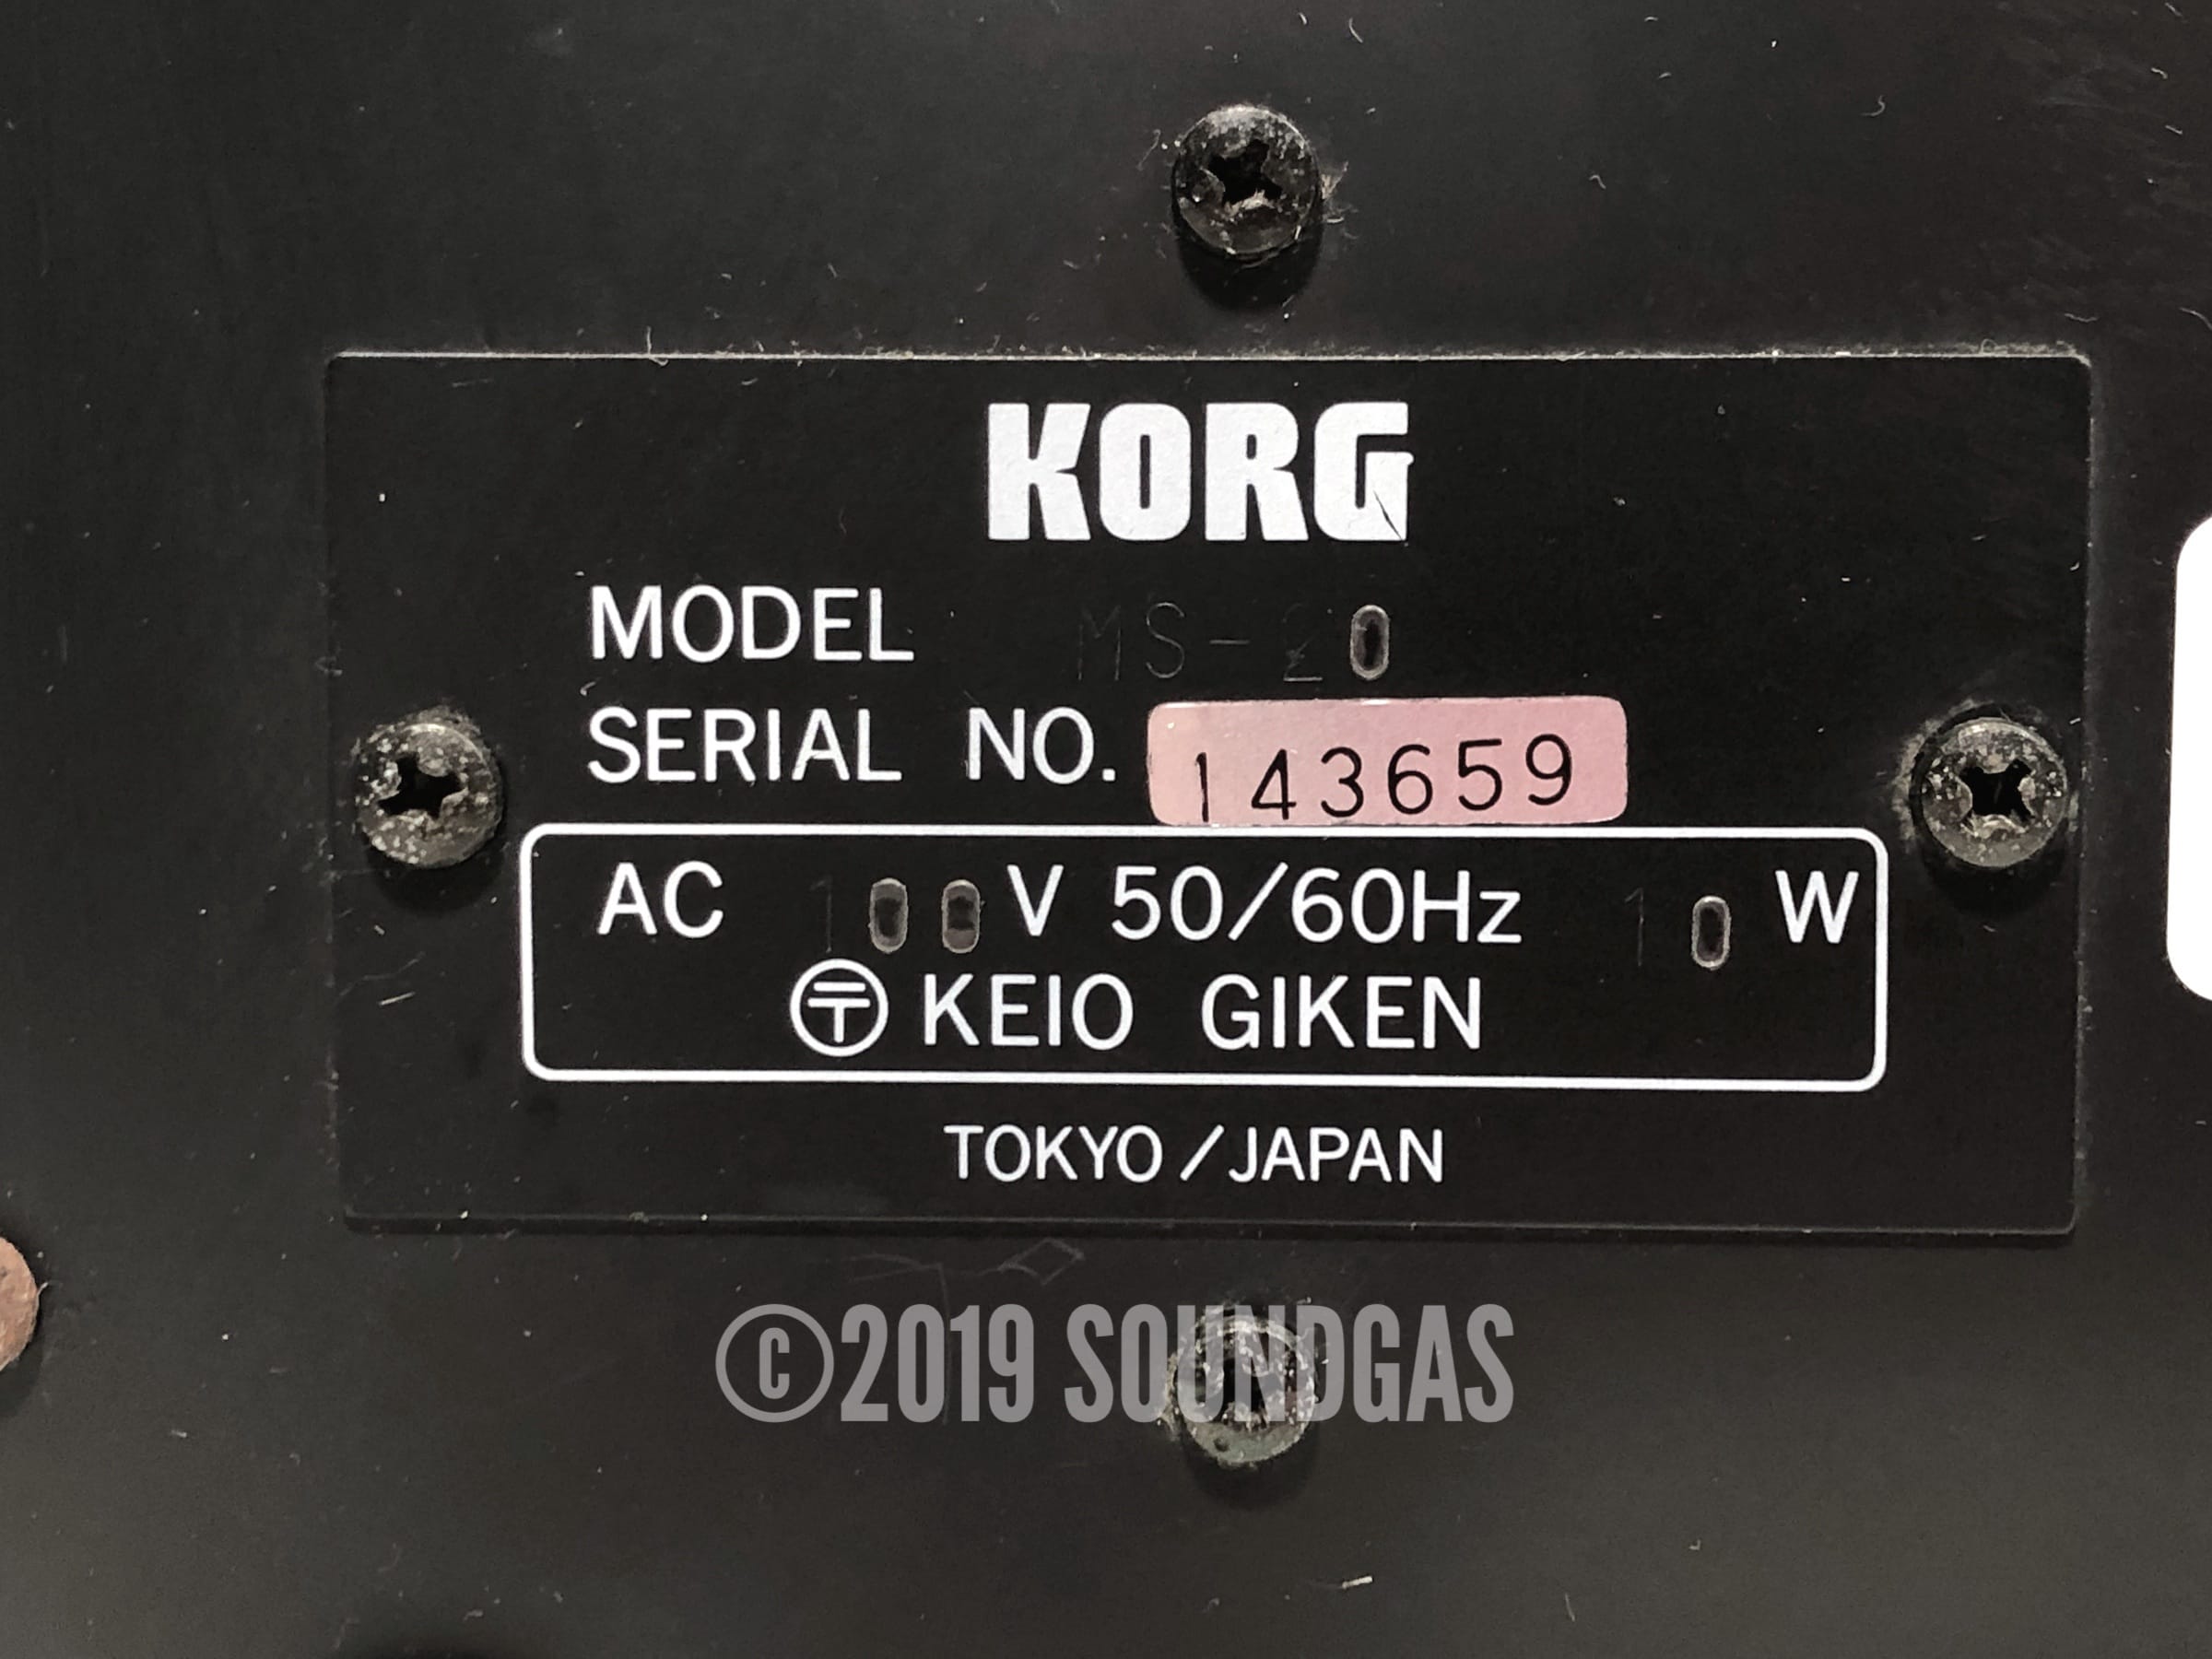 KORG
MODEL MS-20
SERIAL NO. 143659
AC 100 V 50/60Hz 10 W
〶 KEIO GIKEN
TOKYO/JAPAN
©2019 SOUNDGAS